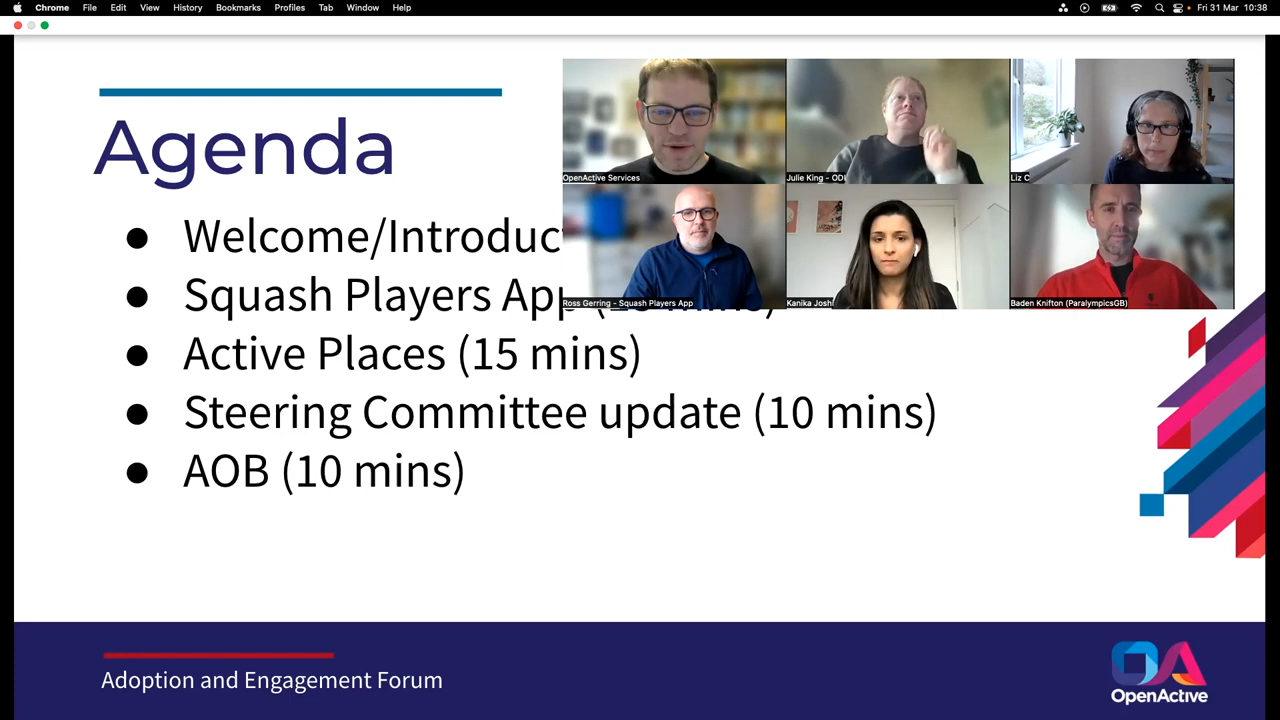 Chrome File Edit View History Bookmarks Profiles Tab Window Help Fri 31 Mar 10:38
Agenda
OpenActive Services
Julie King - ODI
Liz C
Ross Gerring - Squash Players App
Kanika Josh
Baden Knifton (ParalympicsGB)
● Welcome/Introduc
● Squash Players App
● Active Places (15 mins)
● Steering Committee update (10 mins)
● AOB (10 mins)
Adoption and Engagement Forum
OA
OpenActive